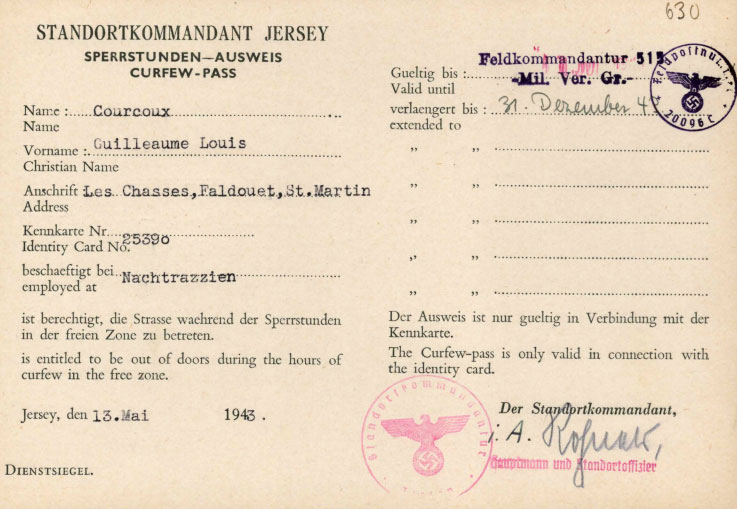 630
STANDORTKOMMANDANT JERSEY
SPERRSTUNDEN—AUSWEIS
CURFEW-PASS
Name : Courcoux
Name
Vorname : Guilleaume Louis
Christian Name
Anschrift Les Chasses,Faldouet,St.Martin
Address
Kennkarte Nr. 25390
Identity Card No.
beschaeftigt bei Nachtrazzien
employed at
ist berechtigt, die Strasse waehrend der Sperrstunden
in der freien Zone zu betreten.
is entitled to be out of doors during the hours of
curfew in the free zone.
Jersey, den 13.Mai 1943.
DIENSTSIEGEL.
Feldkommandantur 515
-Mil. Ver. Gr.-
Gueltig bis :
Valid until
verlaengert bis : 31. Dezember 4
extended to
„ „
„ „
„ „
„ „
„ „
Feldpostnu
20096 C
Der Ausweis ist nur gueltig in Verbindung mit der
Kennkarte.
The Curfew-pass is only valid in connection with
the identity card.
Standortkommandantur
Der Standortkommandant,
i. A.
Hauptmann und Standortoffizier